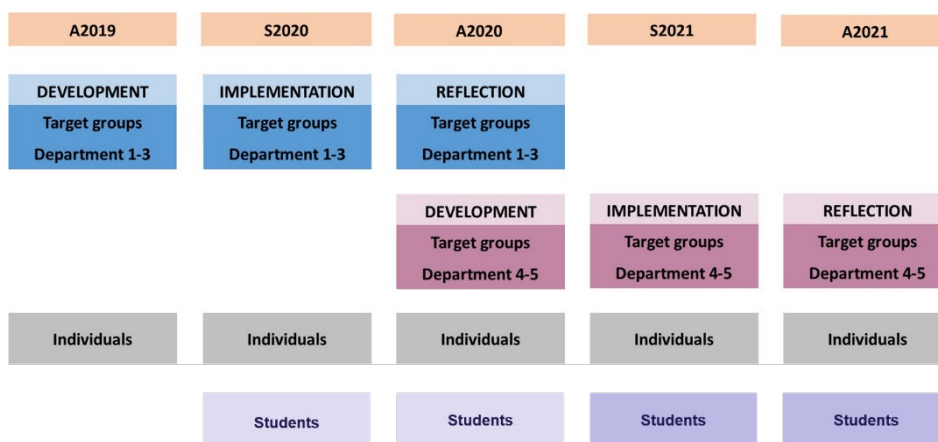 A2019 S2020 A2020 S2021 A2021
DEVELOPMENT IMPLEMENTATION REFLECTION
Target groups Target groups Target groups
Department 1-3 Department 1-3 Department 1-3
DEVELOPMENT IMPLEMENTATION REFLECTION
Target groups Target groups Target groups
Department 4-5 Department 4-5 Department 4-5
Individuals Individuals Individuals Individuals Individuals
Students Students Students Students